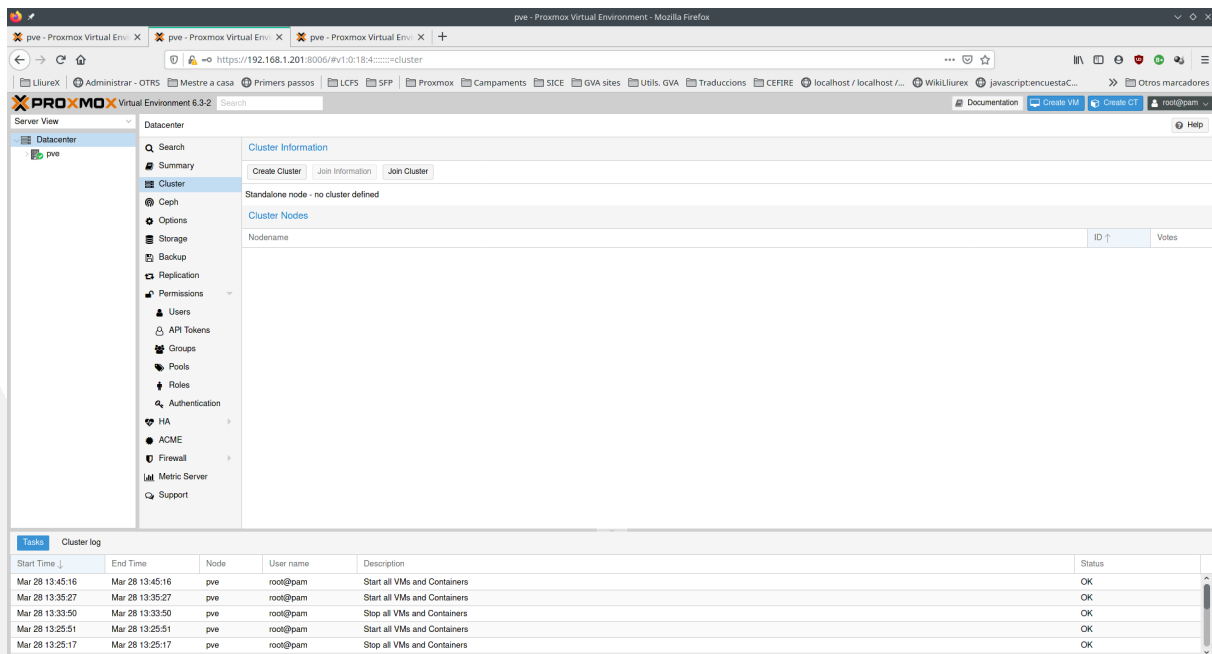 pve - Proxmox Virtual Environment - Mozilla Firefox
pve - Proxmox Virtual Envi pve - Proxmox Virtual Envi pve - Proxmox Virtual Envi
https://192.168.1.201:8006/#v1:0:18:4:::::::=cluster
LliureX Administrar - OTRS Mestre a casa Primers passos LCFS SFP Proxmox Campaments SICE GVA sites Utils. GVA Traduccions CEFIRE localhost / localhost /... WikiLliurex javascript:encuestaC... Otros marcadores
PROXMOX Virtual Environment 6.3-2 Search Documentation Create VM Create CT root@pam
Server View
Datacenter
pve
Datacenter Help
Search
Summary
Cluster
Ceph
Options
Storage
Backup
Replication
Permissions
Users
API Tokens
Groups
Pools
Roles
Authentication
HA
ACME
Firewall
Metric Server
Support
Cluster Information
Create Cluster Join Information Join Cluster
Standalone node - no cluster defined
Cluster Nodes
Nodename ID Votes
Tasks Cluster log
Start Time End Time Node User name Description Status
Mar 28 13:45:16 Mar 28 13:45:16 pve root@pam Start all VMs and Containers OK
Mar 28 13:35:27 Mar 28 13:35:27 pve root@pam Start all VMs and Containers OK
Mar 28 13:33:50 Mar 28 13:33:50 pve root@pam Stop all VMs and Containers OK
Mar 28 13:25:51 Mar 28 13:25:51 pve root@pam Start all VMs and Containers OK
Mar 28 13:25:17 Mar 28 13:25:17 pve root@pam Stop all VMs and Containers OK